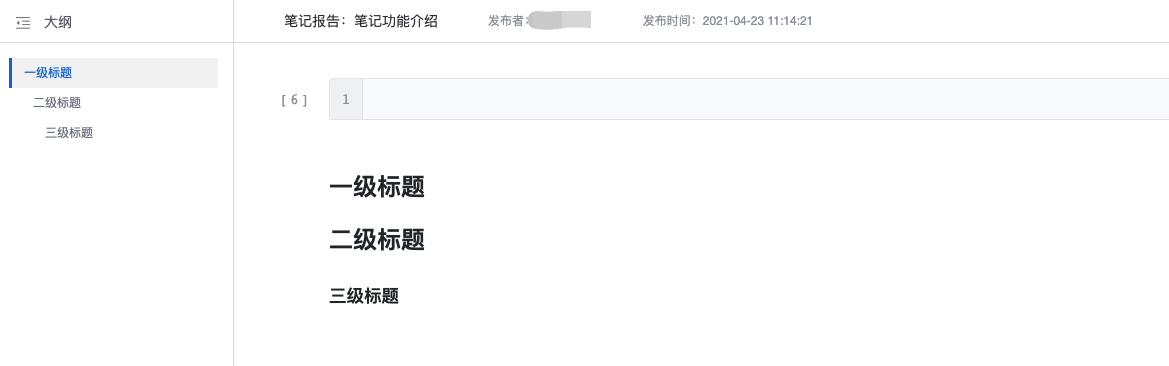 大纲
笔记报告：笔记功能介绍
发布者:
发布时间：2021-04-23 11:14:21
一级标题
二级标题
三级标题
[ 6 ]
1
一级标题
二级标题
三级标题